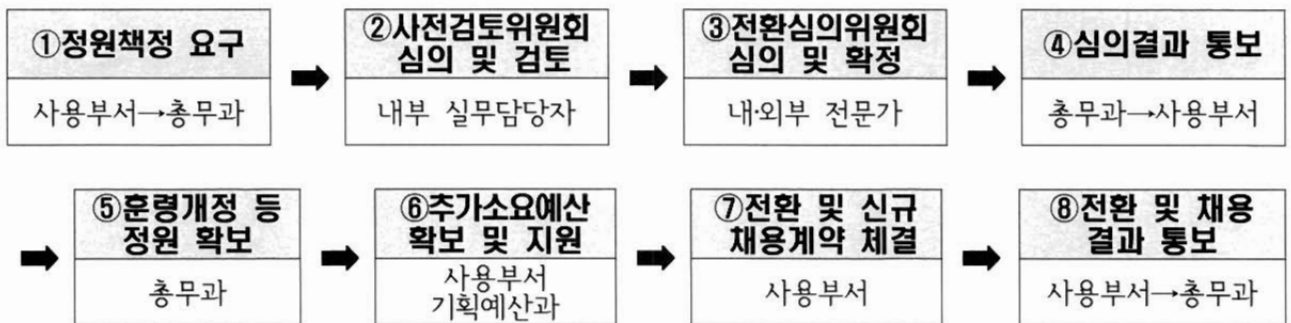 ①정원책정 요구
사용부서→총무과
②사전검토위원회
심의 및 검토
내부 실무담당자
③전환심의위원회
심의 및 확정
내·외부 전문가
④심의결과 통보
총무과→사용부서
⑤훈령개정 등
정원 확보
총무과
⑥추가소요예산
확보 및 지원
사용부서
기획예산과
⑦전환 및 신규
채용계약 체결
사용부서
⑧전환 및 채용
결과 통보
사용부서→총무과